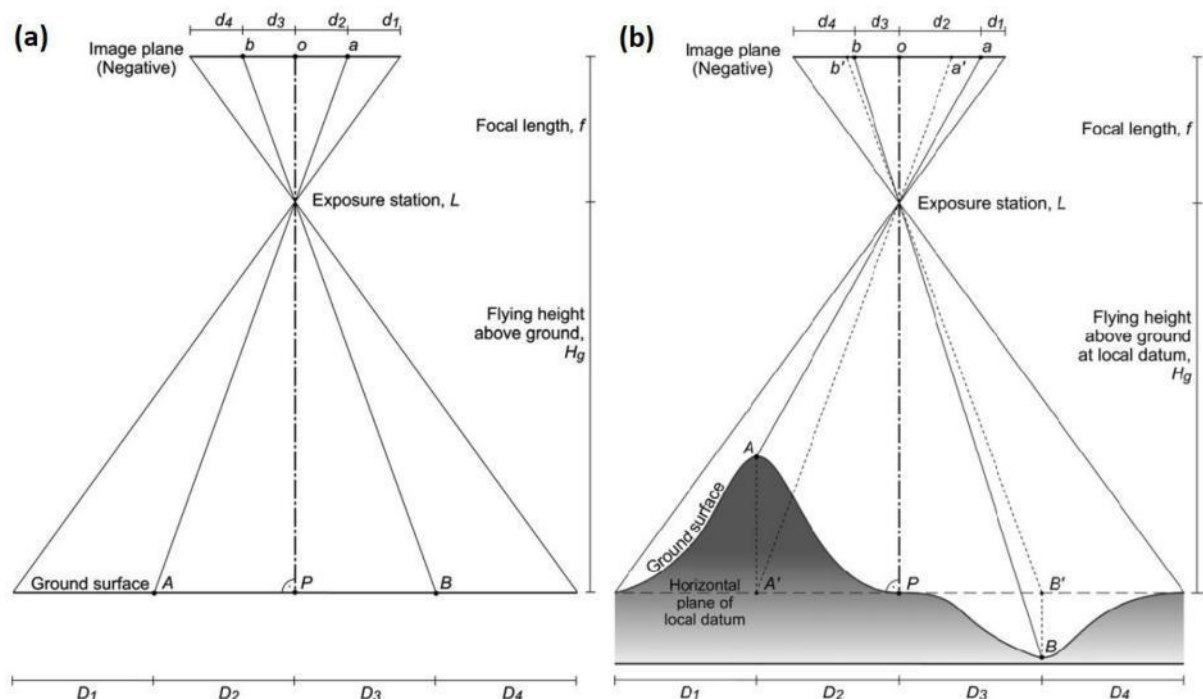 (a)
d4 d3 d2 d1
b o a
Image plane
(Negative)
Focal length, f
Exposure station, L
Flying height
above ground,
Hg
Ground surface A P B
D1 D2 D3 D4
(b)
d4 d3 d2 d1
b o a
b' a'
Image plane
(Negative)
Focal length, f
Exposure station, L
Flying height
above ground
at local datum,
Hg
A
Ground surface
A' P B'
Horizontal
plane of
local datum
B
D1 D2 D3 D4